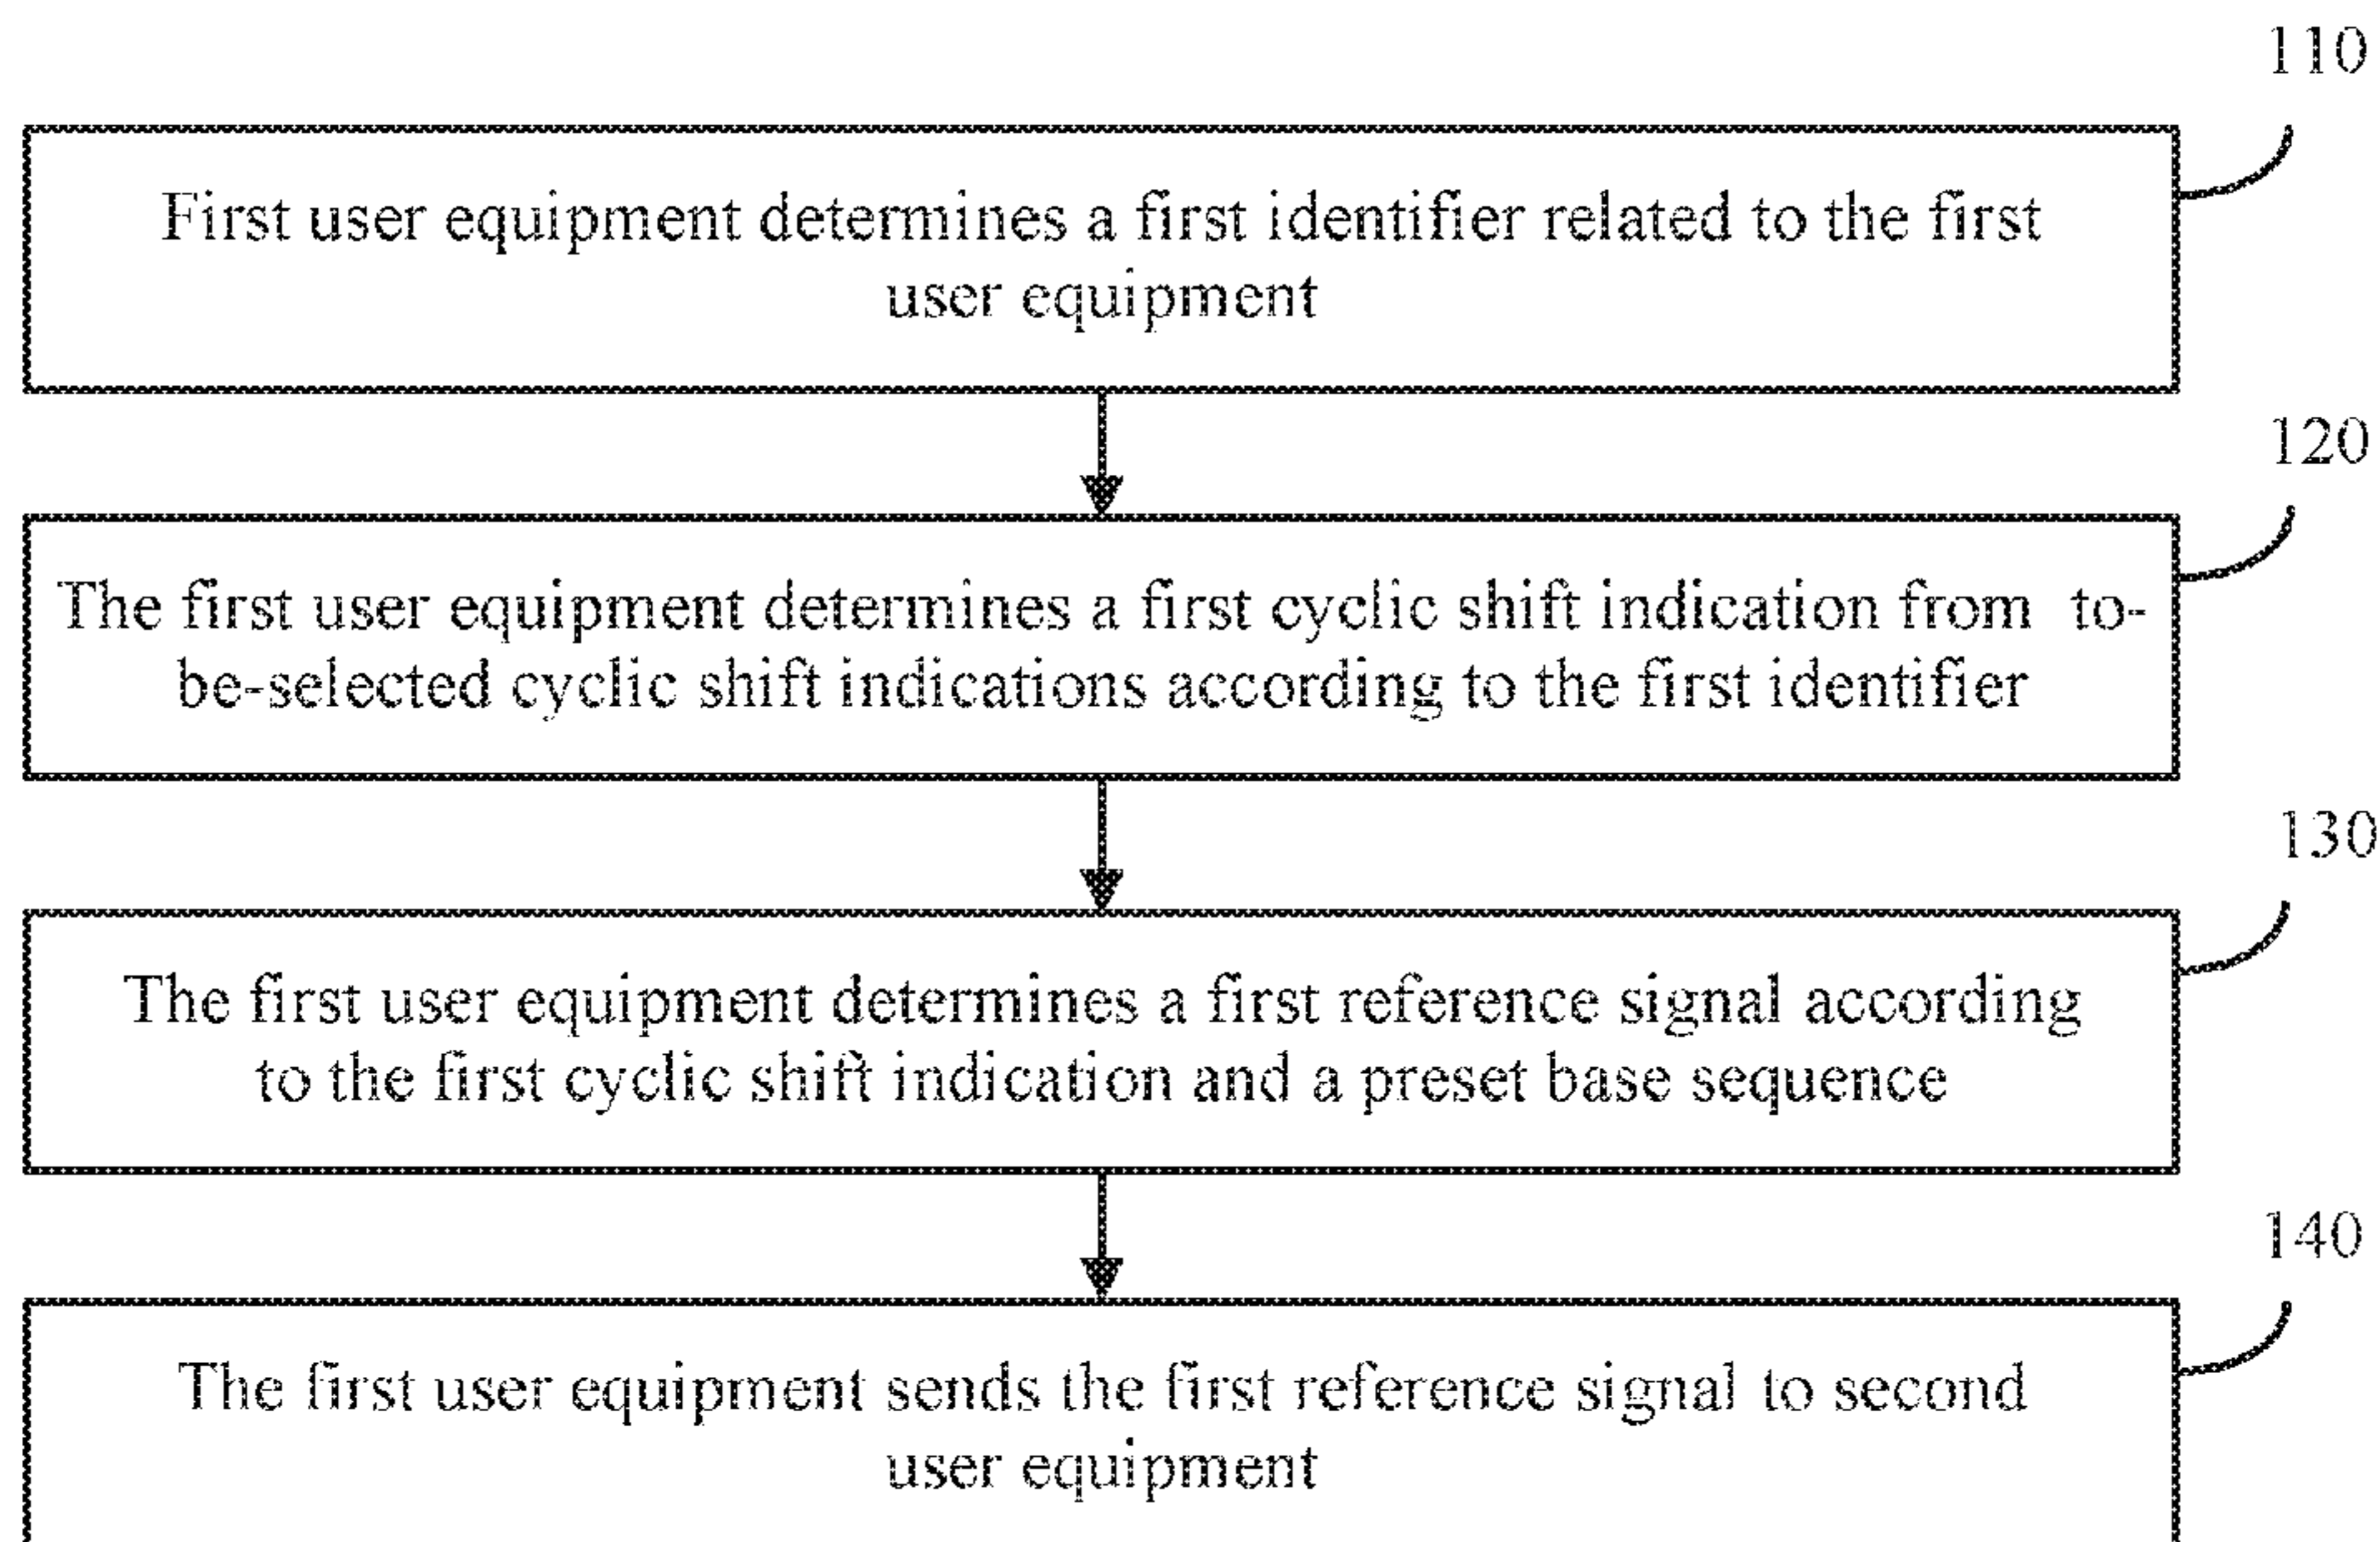 110
First user equipment determines a first identifier related to the first
user equipment
120
The first user equipment determines a first cyclic shift indication from to-
be-selected cyclic shift indications according to the first identifier
130
The first user equipment determines a first reference signal according
to the first cyclic shift indication and a preset base sequence
140
The first user equipment sends the first reference signal to second
user equipment